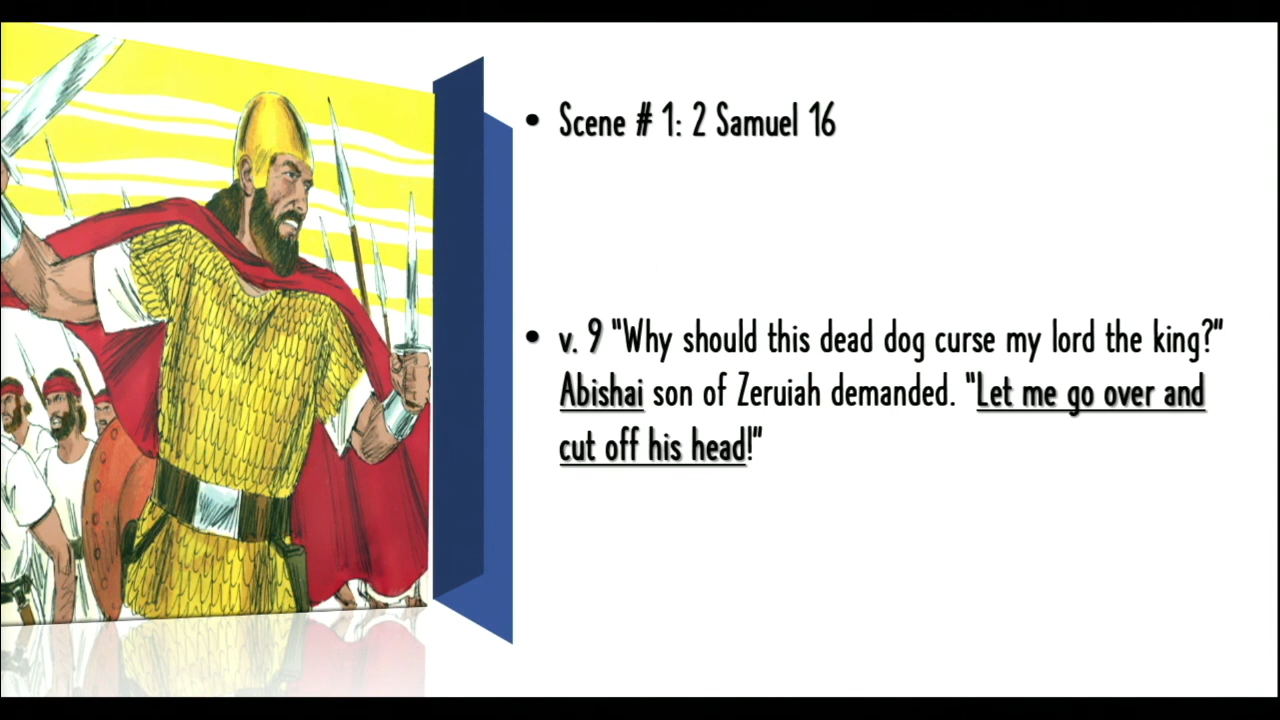 • Scene # 1: 2 Samuel 16
• v. 9 "Why should this dead dog curse my lord the king?"
Abishai son of Zeruiah demanded. "Let me go over and
cut off his head!"